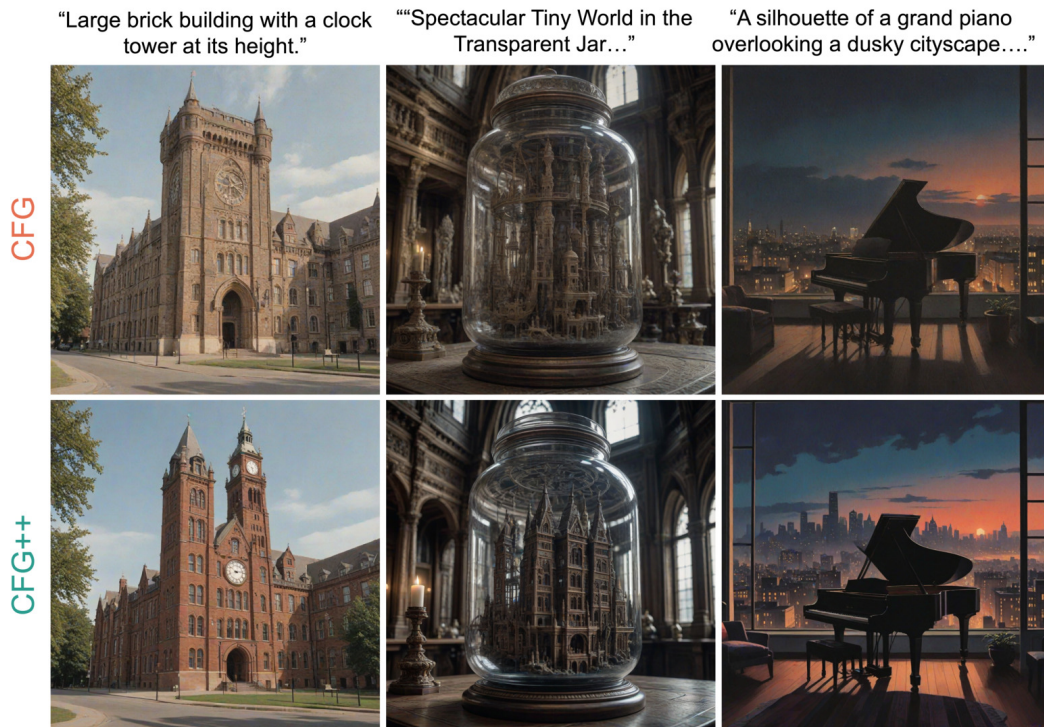 “Large brick building with a clock
tower at its height.”
““Spectacular Tiny World in the
Transparent Jar…”
“A silhouette of a grand piano
overlooking a dusky cityscape….”
CFG
CFG++